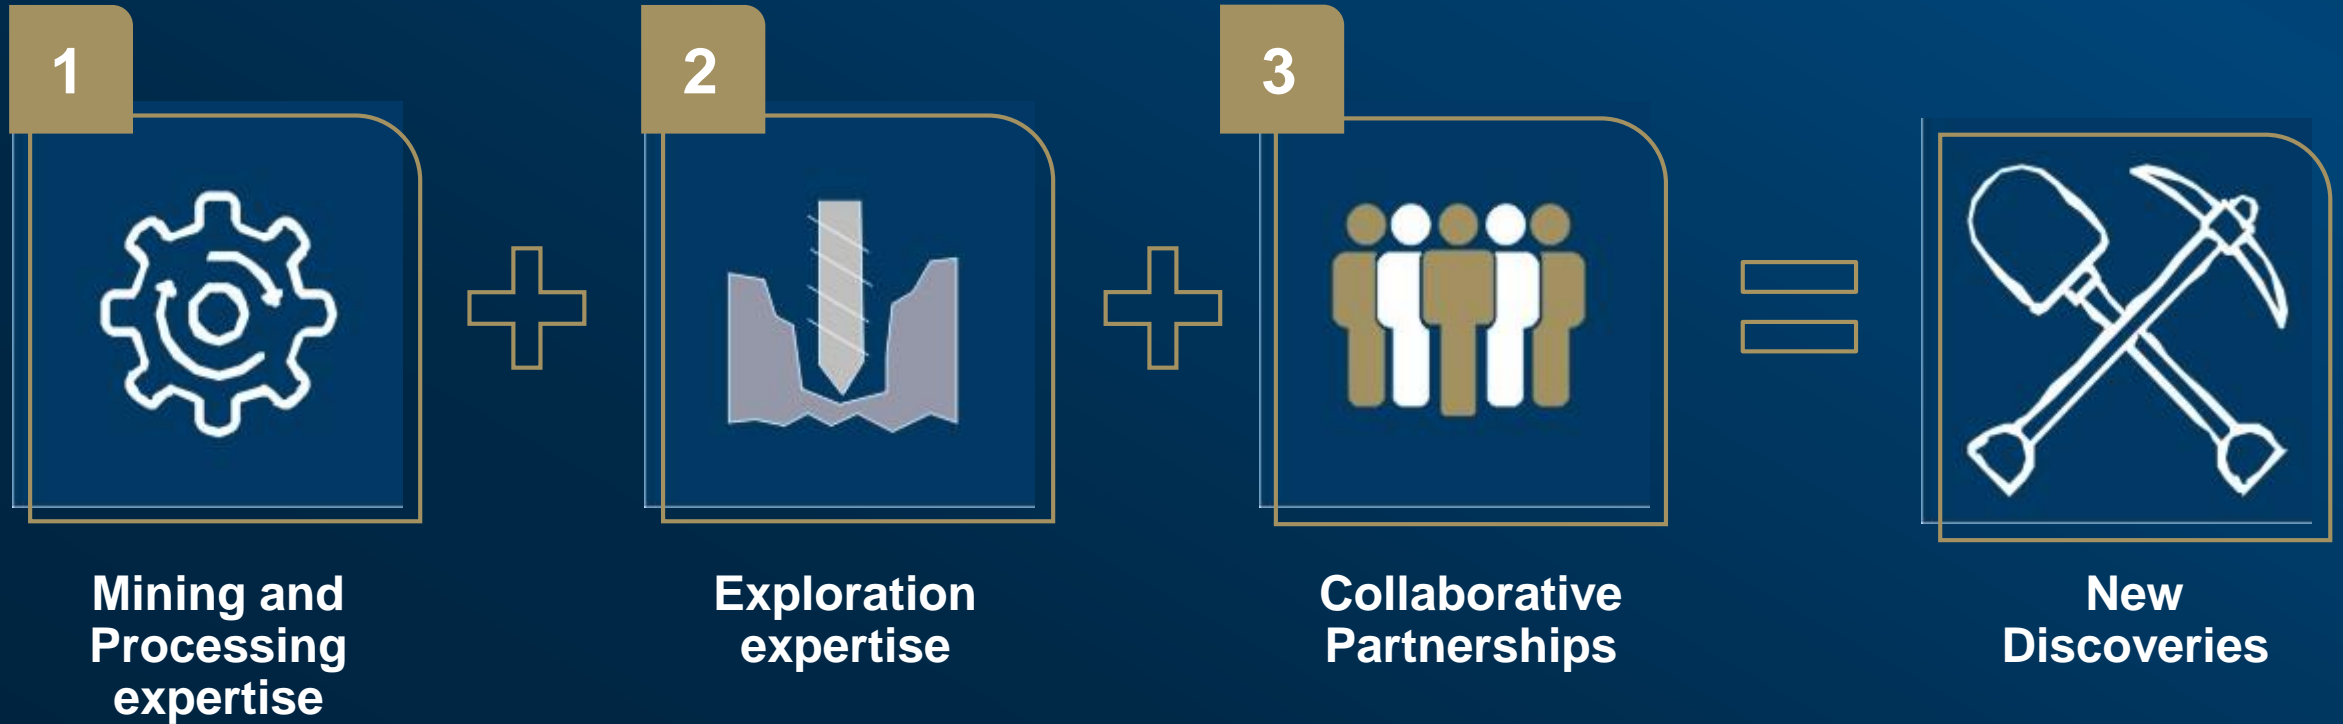 1
Mining and
Processing
expertise
2
Exploration
expertise
3
Collaborative
Partnerships
New
Discoveries